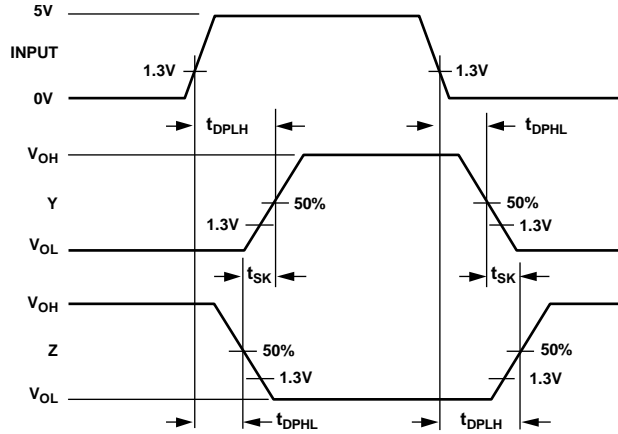 5V
INPUT
1.3V
1.3V
0V
tDPLH
tDPHL
VOH
Y
50%
50%
1.3V
1.3V
VOL
tSK
tSK
VOH
Z
50%
50%
1.3V
1.3V
VOL
tDPHL
tDPLH